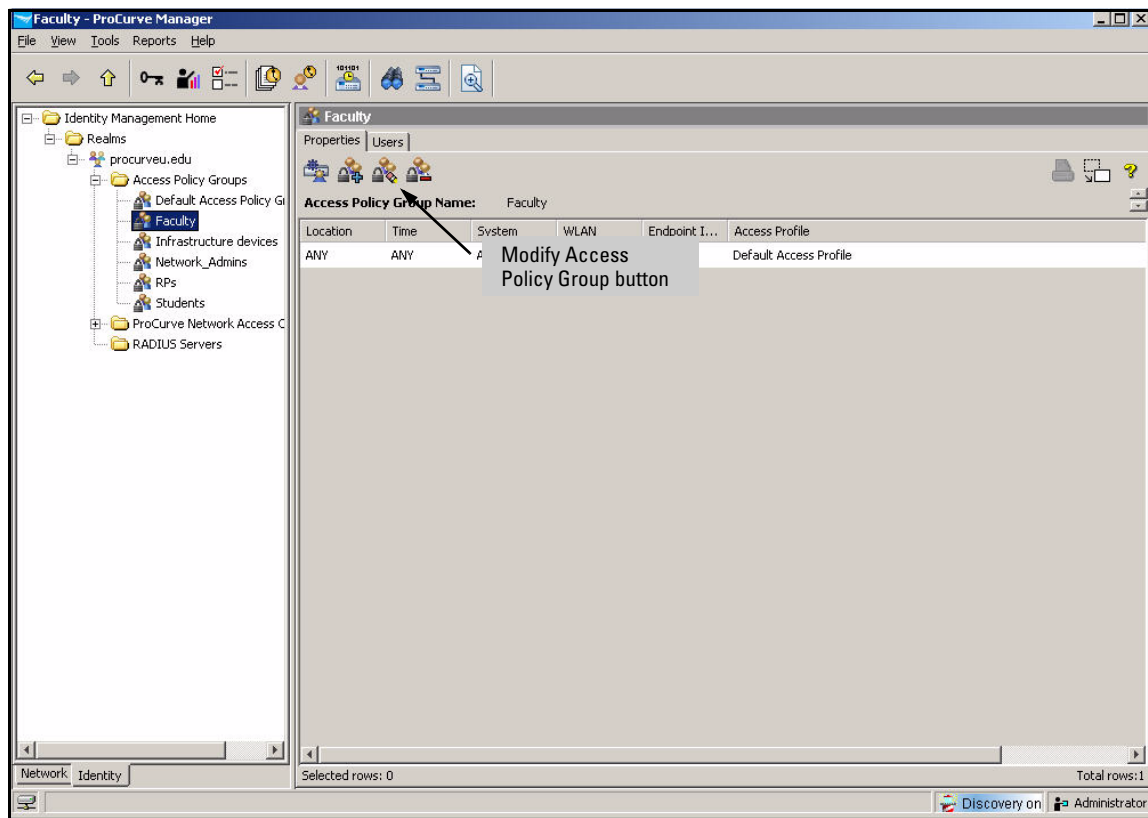 Faculty - ProCurve Manager
File View Tools Reports Help
Identity Management Home
Realms
procurveu.edu
Access Policy Groups
Default Access Policy G
Faculty
Infrastructure devices
Network_Admins
RPs
Students
ProCurve Network Access C
RADIUS Servers
Network Identity
Faculty
Properties Users
Access Policy Group Name: Faculty
Location Time System WLAN Endpoint I... Access Profile
ANY ANY A Default Access Profile
Modify Access
Policy Group button
Selected rows: 0 Total rows:1
Discovery on Administrator